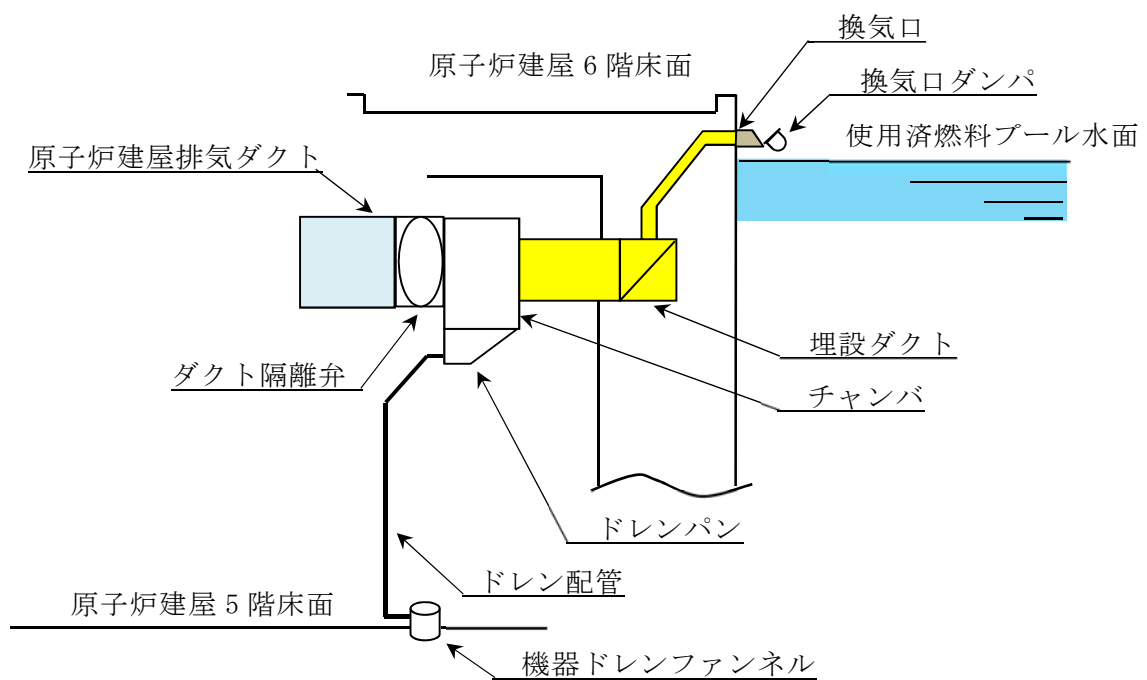 換気口
原子炉建屋 6 階床面
換気口ダンパ
使用済燃料プール水面
原子炉建屋排気ダクト
埋設ダクト
ダクト隔離弁
チャンバ
ドレンパン
ドレン配管
原子炉建屋 5 階床面
機器ドレンファンネル